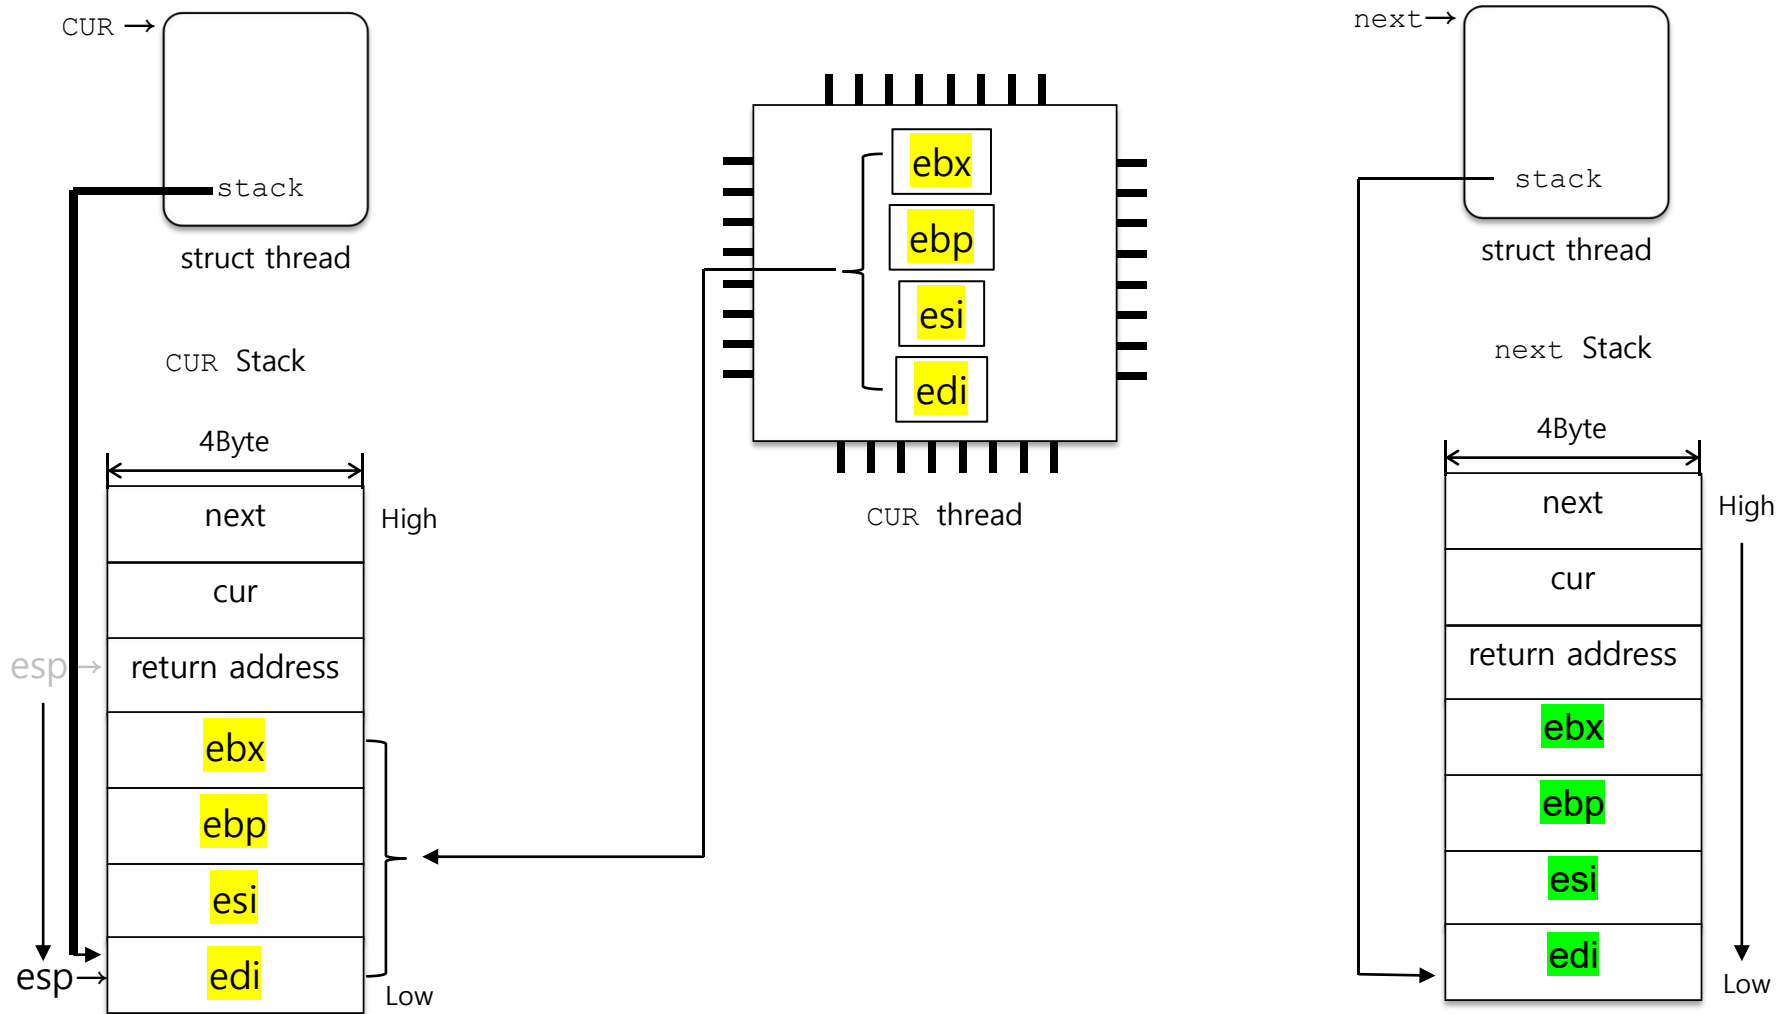 CUR →
stack
struct thread
CUR Stack
4Byte
next
High
cur
esp→
return address
ebx
ebp
esi
esp→
edi
Low
ebx
ebp
esi
edi
CUR thread
next→
stack
struct thread
next Stack
4Byte
next
High
cur
return address
ebx
ebp
esi
edi
Low